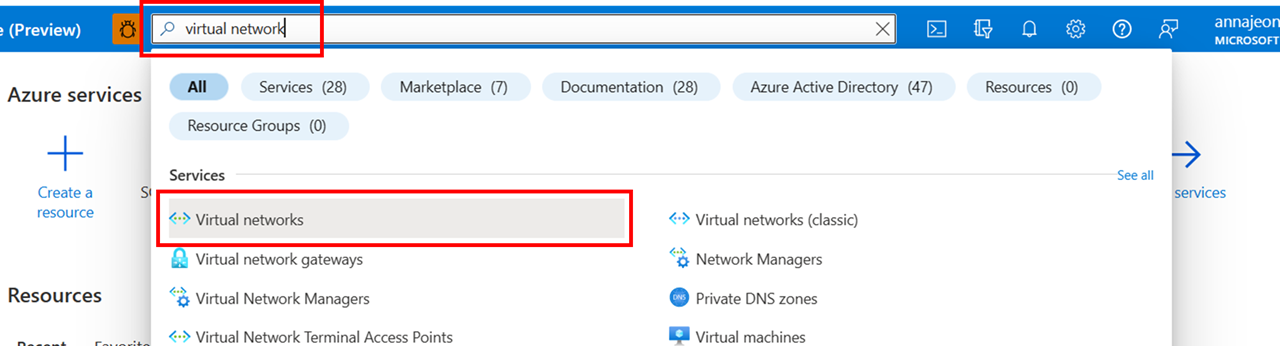 e (Preview)
virtual network
annajeon
MICROSOFT
Azure services
All
Services (28)
Marketplace (7)
Documentation (28)
Azure Active Directory (47)
Resources (0)
Resource Groups (0)
Services
See all
Create a
resource
services
Virtual networks
Virtual networks (classic)
Virtual network gateways
Network Managers
Resources
Virtual Network Managers
DNS
Private DNS zones
Virtual Network Terminal Access Points
Virtual machines
Recent
Favorite